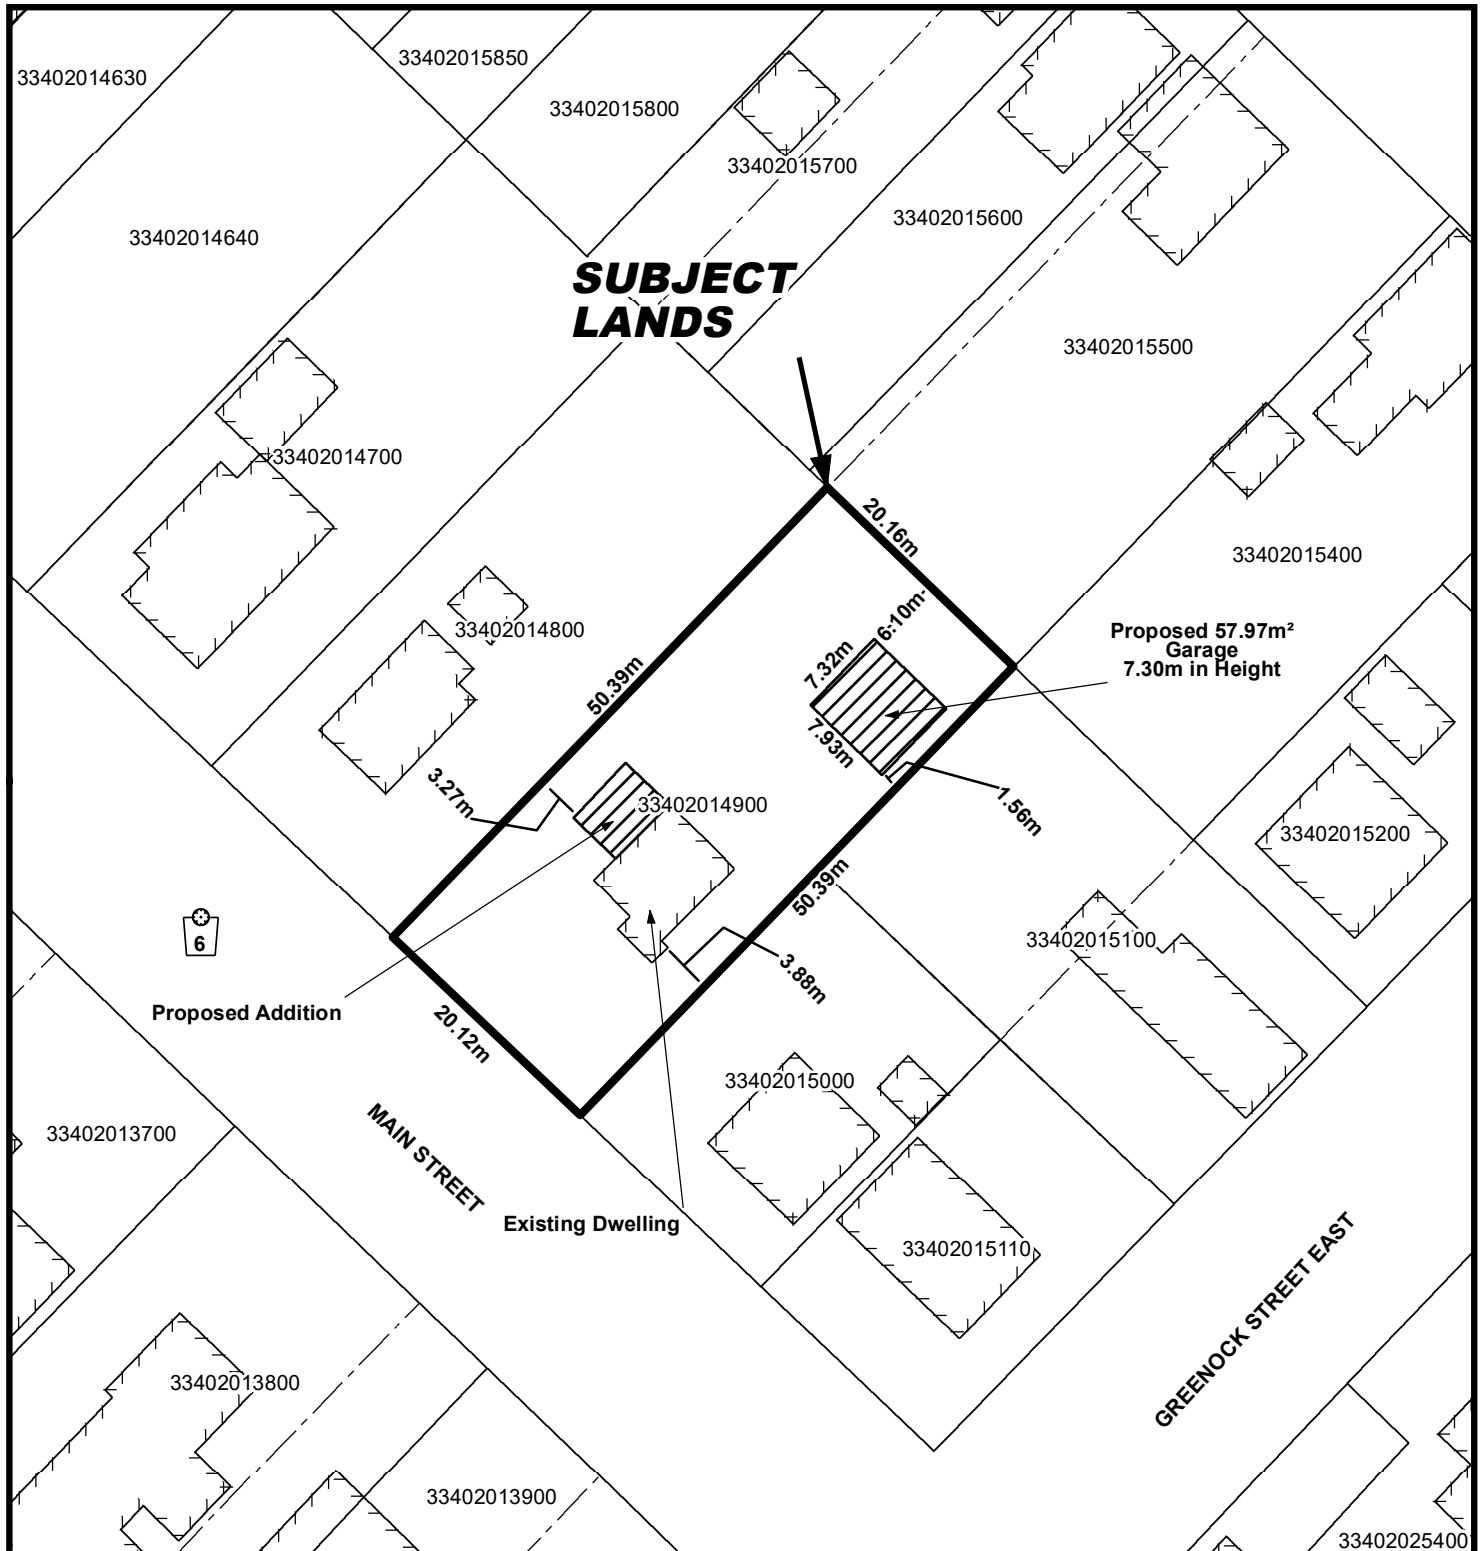 33402014630
33402015850
33402015800
33402015700
33402015600
33402014640
SUBJECT
LANDS
33402015500
33402014700
20.16m
33402015400
6.10m
33402014800
Proposed 57.97m²
Garage
7.30m in Height
7.32m
50.39m
7.93m
3.27m
33402014900
1.56m
33402015200
50.39m
6
33402015100
3.88m
Proposed Addition
20.12m
33402015000
MAIN STREET
33402013700
Existing Dwelling
33402015110
GREENOCK STREET EAST
33402013800
33402013900
33402025400